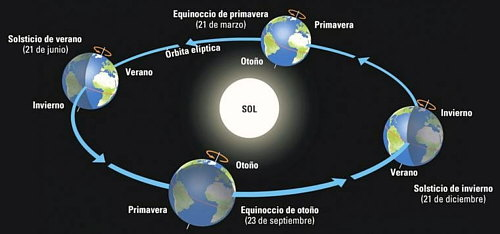 Equinoccio de primavera
(21 de marzo)
Primavera
Solsticio de verano
(21 de junio)
Órbita elíptica
Verano
Otoño
Invierno
SOL
Invierno
Otoño
Verano
Solsticio de invierno
(21 de diciembre)
Primavera
Equinoccio de otoño
(23 de septiembre)